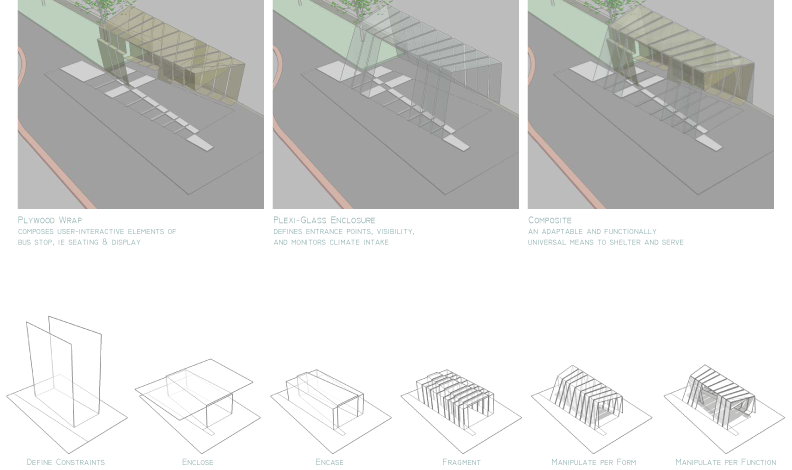 PLYWOOD WRAP
COMPOSES USER-INTERACTIVE ELEMENTS OF
BUS STOP, IE SEATING & DISPLAY
PLEXI-GLASS ENCLOSURE
DEFINES ENTRANCE POINTS, VISIBILITY,
AND MONITORS CLIMATE INTAKE
COMPOSITE
AN ADAPTABLE AND FUNCTIONALLY
UNIVERSAL MEANS TO SHELTER AND SERVE
DEFINE CONSTRAINTS
ENCLOSE
ENCASE
FRAGMENT
MANIPULATE PER FORM
MANIPULATE PER FUNCTION